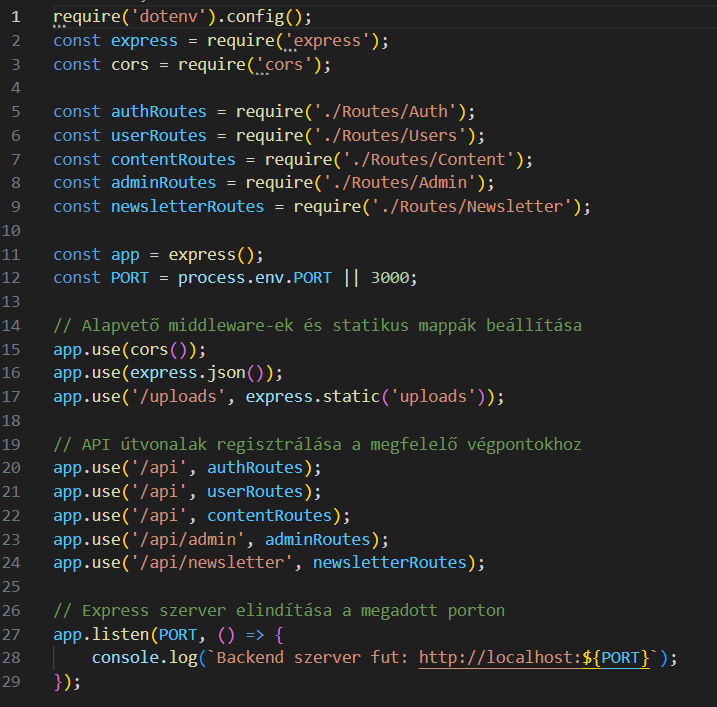 1 require('dotenv').config();
2 const express = require('express');
3 const cors = require('cors');
4
5 const authRoutes = require('./Routes/Auth');
6 const userRoutes = require('./Routes/Users');
7 const contentRoutes = require('./Routes/Content');
8 const adminRoutes = require('./Routes/Admin');
9 const newsletterRoutes = require('./Routes/Newsletter');
10
11 const app = express();
12 const PORT = process.env.PORT || 3000;
13
14 // Alapvető middleware-ek és statikus mappák beállítása
15 app.use(cors());
16 app.use(express.json());
17 app.use('/uploads', express.static('uploads'));
18
19 // API útvonalak regisztrálása a megfelelő végpontokhoz
20 app.use('/api', authRoutes);
21 app.use('/api', userRoutes);
22 app.use('/api', contentRoutes);
23 app.use('/api/admin', adminRoutes);
24 app.use('/api/newsletter', newsletterRoutes);
25
26 // Express szerver elindítása a megadott porton
27 app.listen(PORT, () => {
28     console.log(`Backend szerver fut: http://localhost:${PORT}`);
29 });